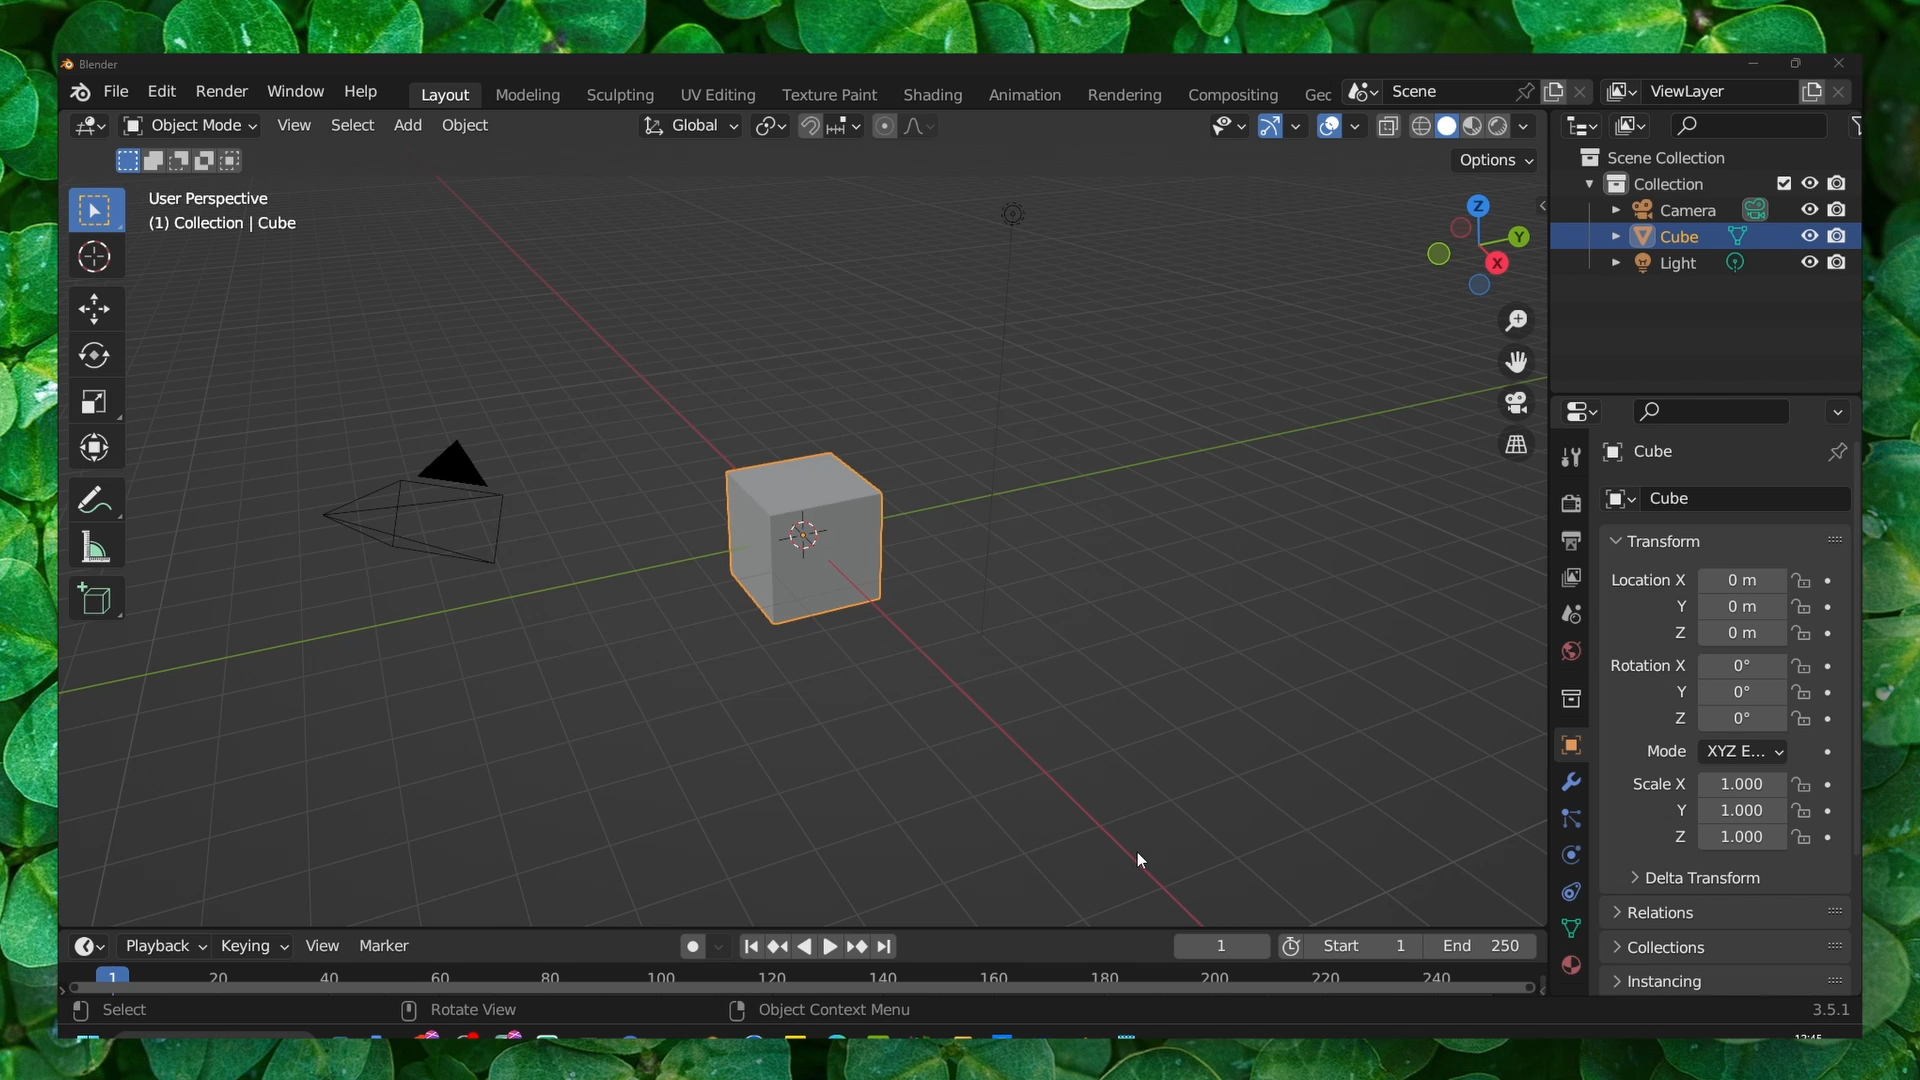 Blender
File Edit Render Window Help Layout Modeling Sculpting UV Editing Texture Paint Shading Animation Rendering Compositing Gec Scene ViewLayer
Object Mode View Select Add Object Global
Options
User Perspective
(1) Collection | Cube
Z
Y
X
Scene Collection
Collection
Camera
Cube
Light
Cube
Cube
Transform
Location X 0 m
Y 0 m
Z 0 m
Rotation X 0°
Y 0°
Z 0°
Mode XYZ E...
Scale X 1.000
Y 1.000
Z 1.000
Delta Transform
Relations
Collections
Instancing
Playback Keying View Marker 1 Start 1 End 250
1 20 40 60 80 100 120 140 160 180 200 220 240
Select Rotate View Object Context Menu 3.5.1